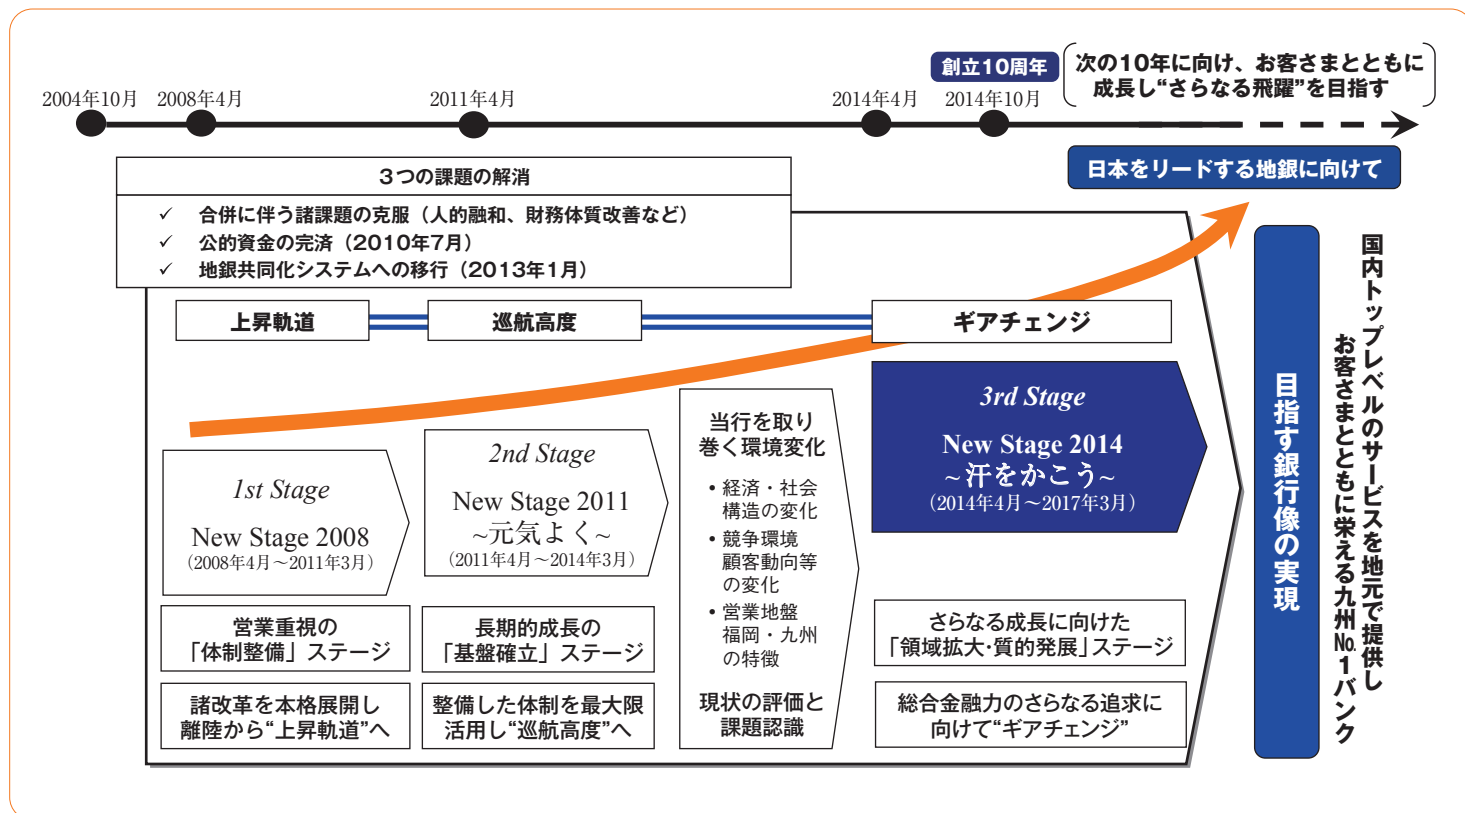 創立10周年
次の10年に向け、お客さまとともに
成長し“さらなる飛躍”を目指す
2004年10月
2008年4月
2011年4月
2014年4月
2014年10月
日本をリードする地銀に向けて
3つの課題の解消
✓ 合併に伴う諸課題の克服（人的融和、財務体質改善など）
✓ 公的資金の完済（2010年7月）
✓ 地銀共同化システムへの移行（2013年1月）
上昇軌道
巡航高度
ギアチェンジ
1st Stage
New Stage 2008
（2008年4月～2011年3月）
営業重視の
「体制整備」ステージ
諸改革を本格展開し
離陸から“上昇軌道”へ
2nd Stage
New Stage 2011
~元気よく~
（2011年4月～2014年3月）
長期的成長の
「基盤確立」ステージ
整備した体制を最大限
活用し“巡航高度”へ
当行を取り
巻く環境変化
• 経済・社会
構造の変化
• 競争環境
顧客動向等
の変化
• 営業地盤
福岡・九州
の特徴
現状の評価と
課題認識
3rd Stage
New Stage 2014
~汗をかこう~
（2014年4月～2017年3月）
さらなる成長に向けた
「領域拡大・質的発展」ステージ
総合金融力のさらなる追求に
向けて“ギアチェンジ”
目指す銀行像の実現
国内トップレベルのサービスを地元で提供し
お客さまとともに栄える九州№1バンク